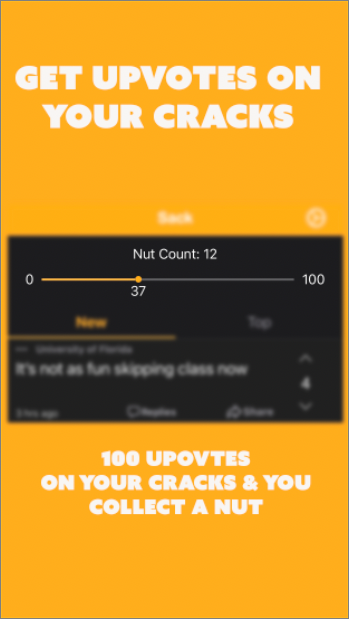 GET UPVOTES ON
YOUR CRACKS
Sack
Nut Count: 12
0 100
37
New Top
University of Florida
It's not as fun skipping class now
4
3 hrs ago Replies Share
100 UPOVTES
ON YOUR CRACKS & YOU
COLLECT A NUT